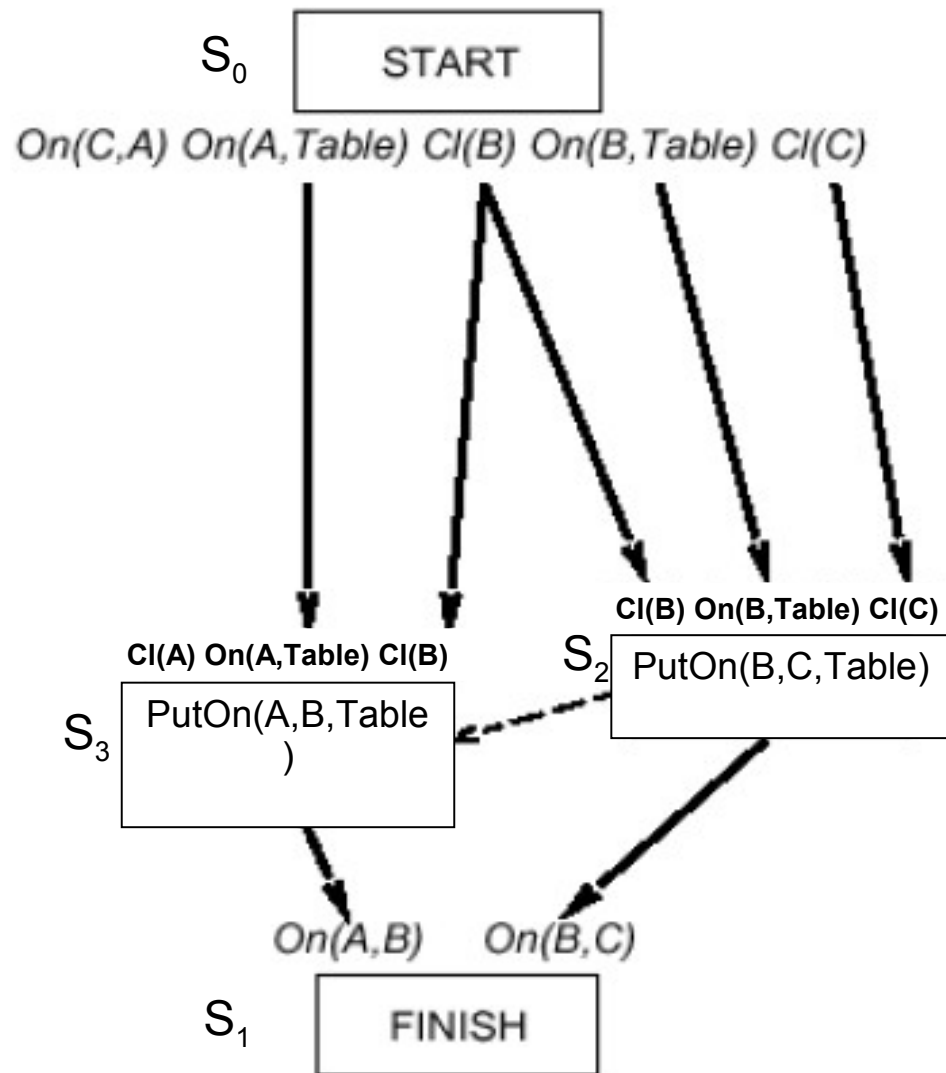 S₀ START
On(C,A) On(A,Table) Cl(B) On(B,Table) Cl(C)
Cl(B) On(B,Table) Cl(C)
S₂ PutOn(B,C,Table)
Cl(A) On(A,Table) Cl(B)
S₃ PutOn(A,B,Table
)
On(A,B) On(B,C)
S₁ FINISH